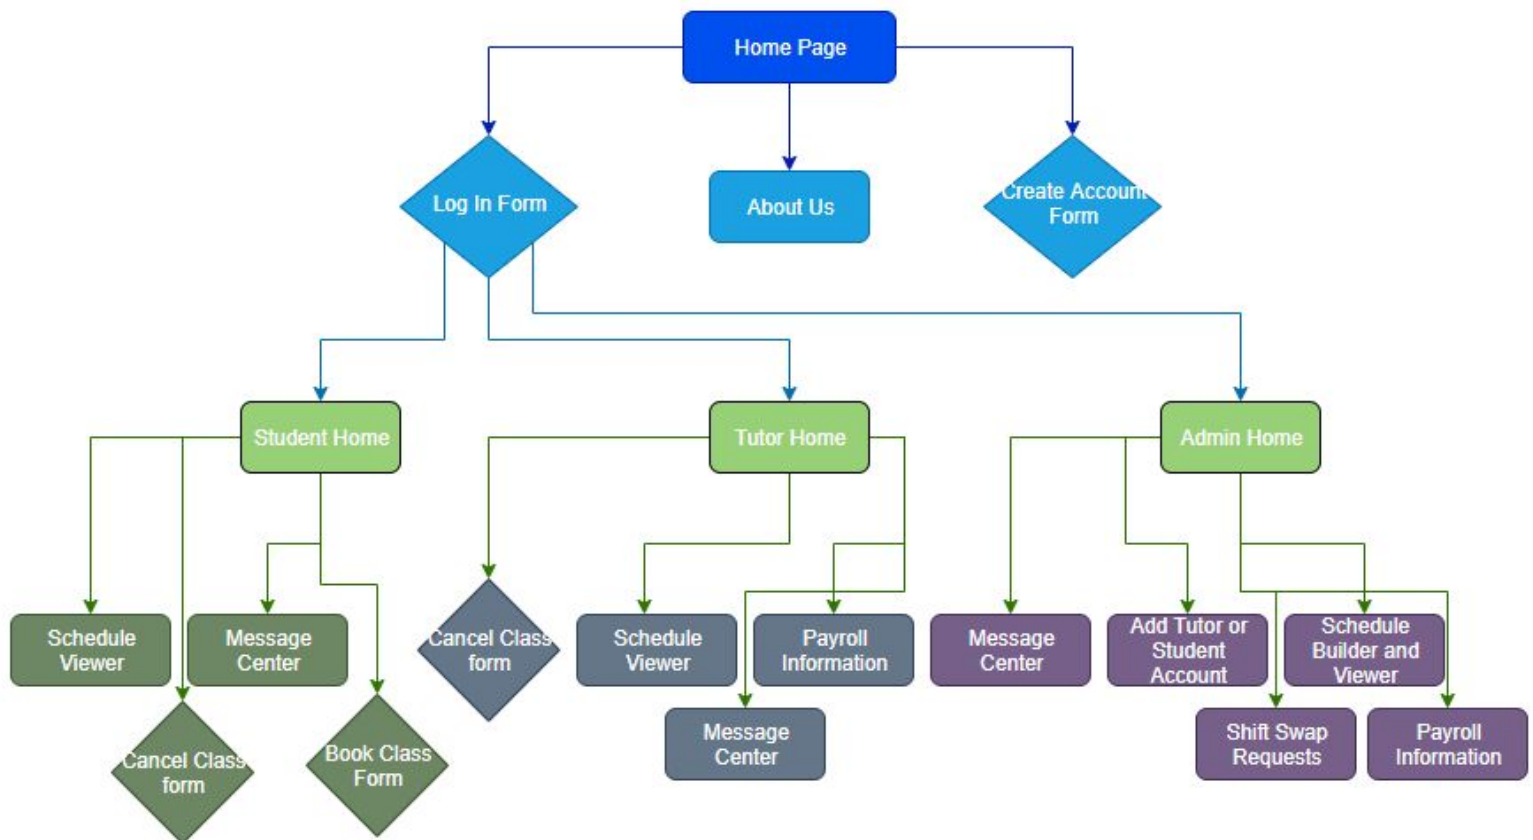 Home Page
Log In Form
About Us
Create Account
Form
Student Home
Tutor Home
Admin Home
Schedule
Viewer
Message
Center
Cancel Class
form
Schedule
Viewer
Payroll
Information
Message
Center
Add Tutor or
Student
Account
Schedule
Builder and
Viewer
Cancel Class
form
Book Class
Form
Message
Center
Shift Swap
Requests
Payroll
Information